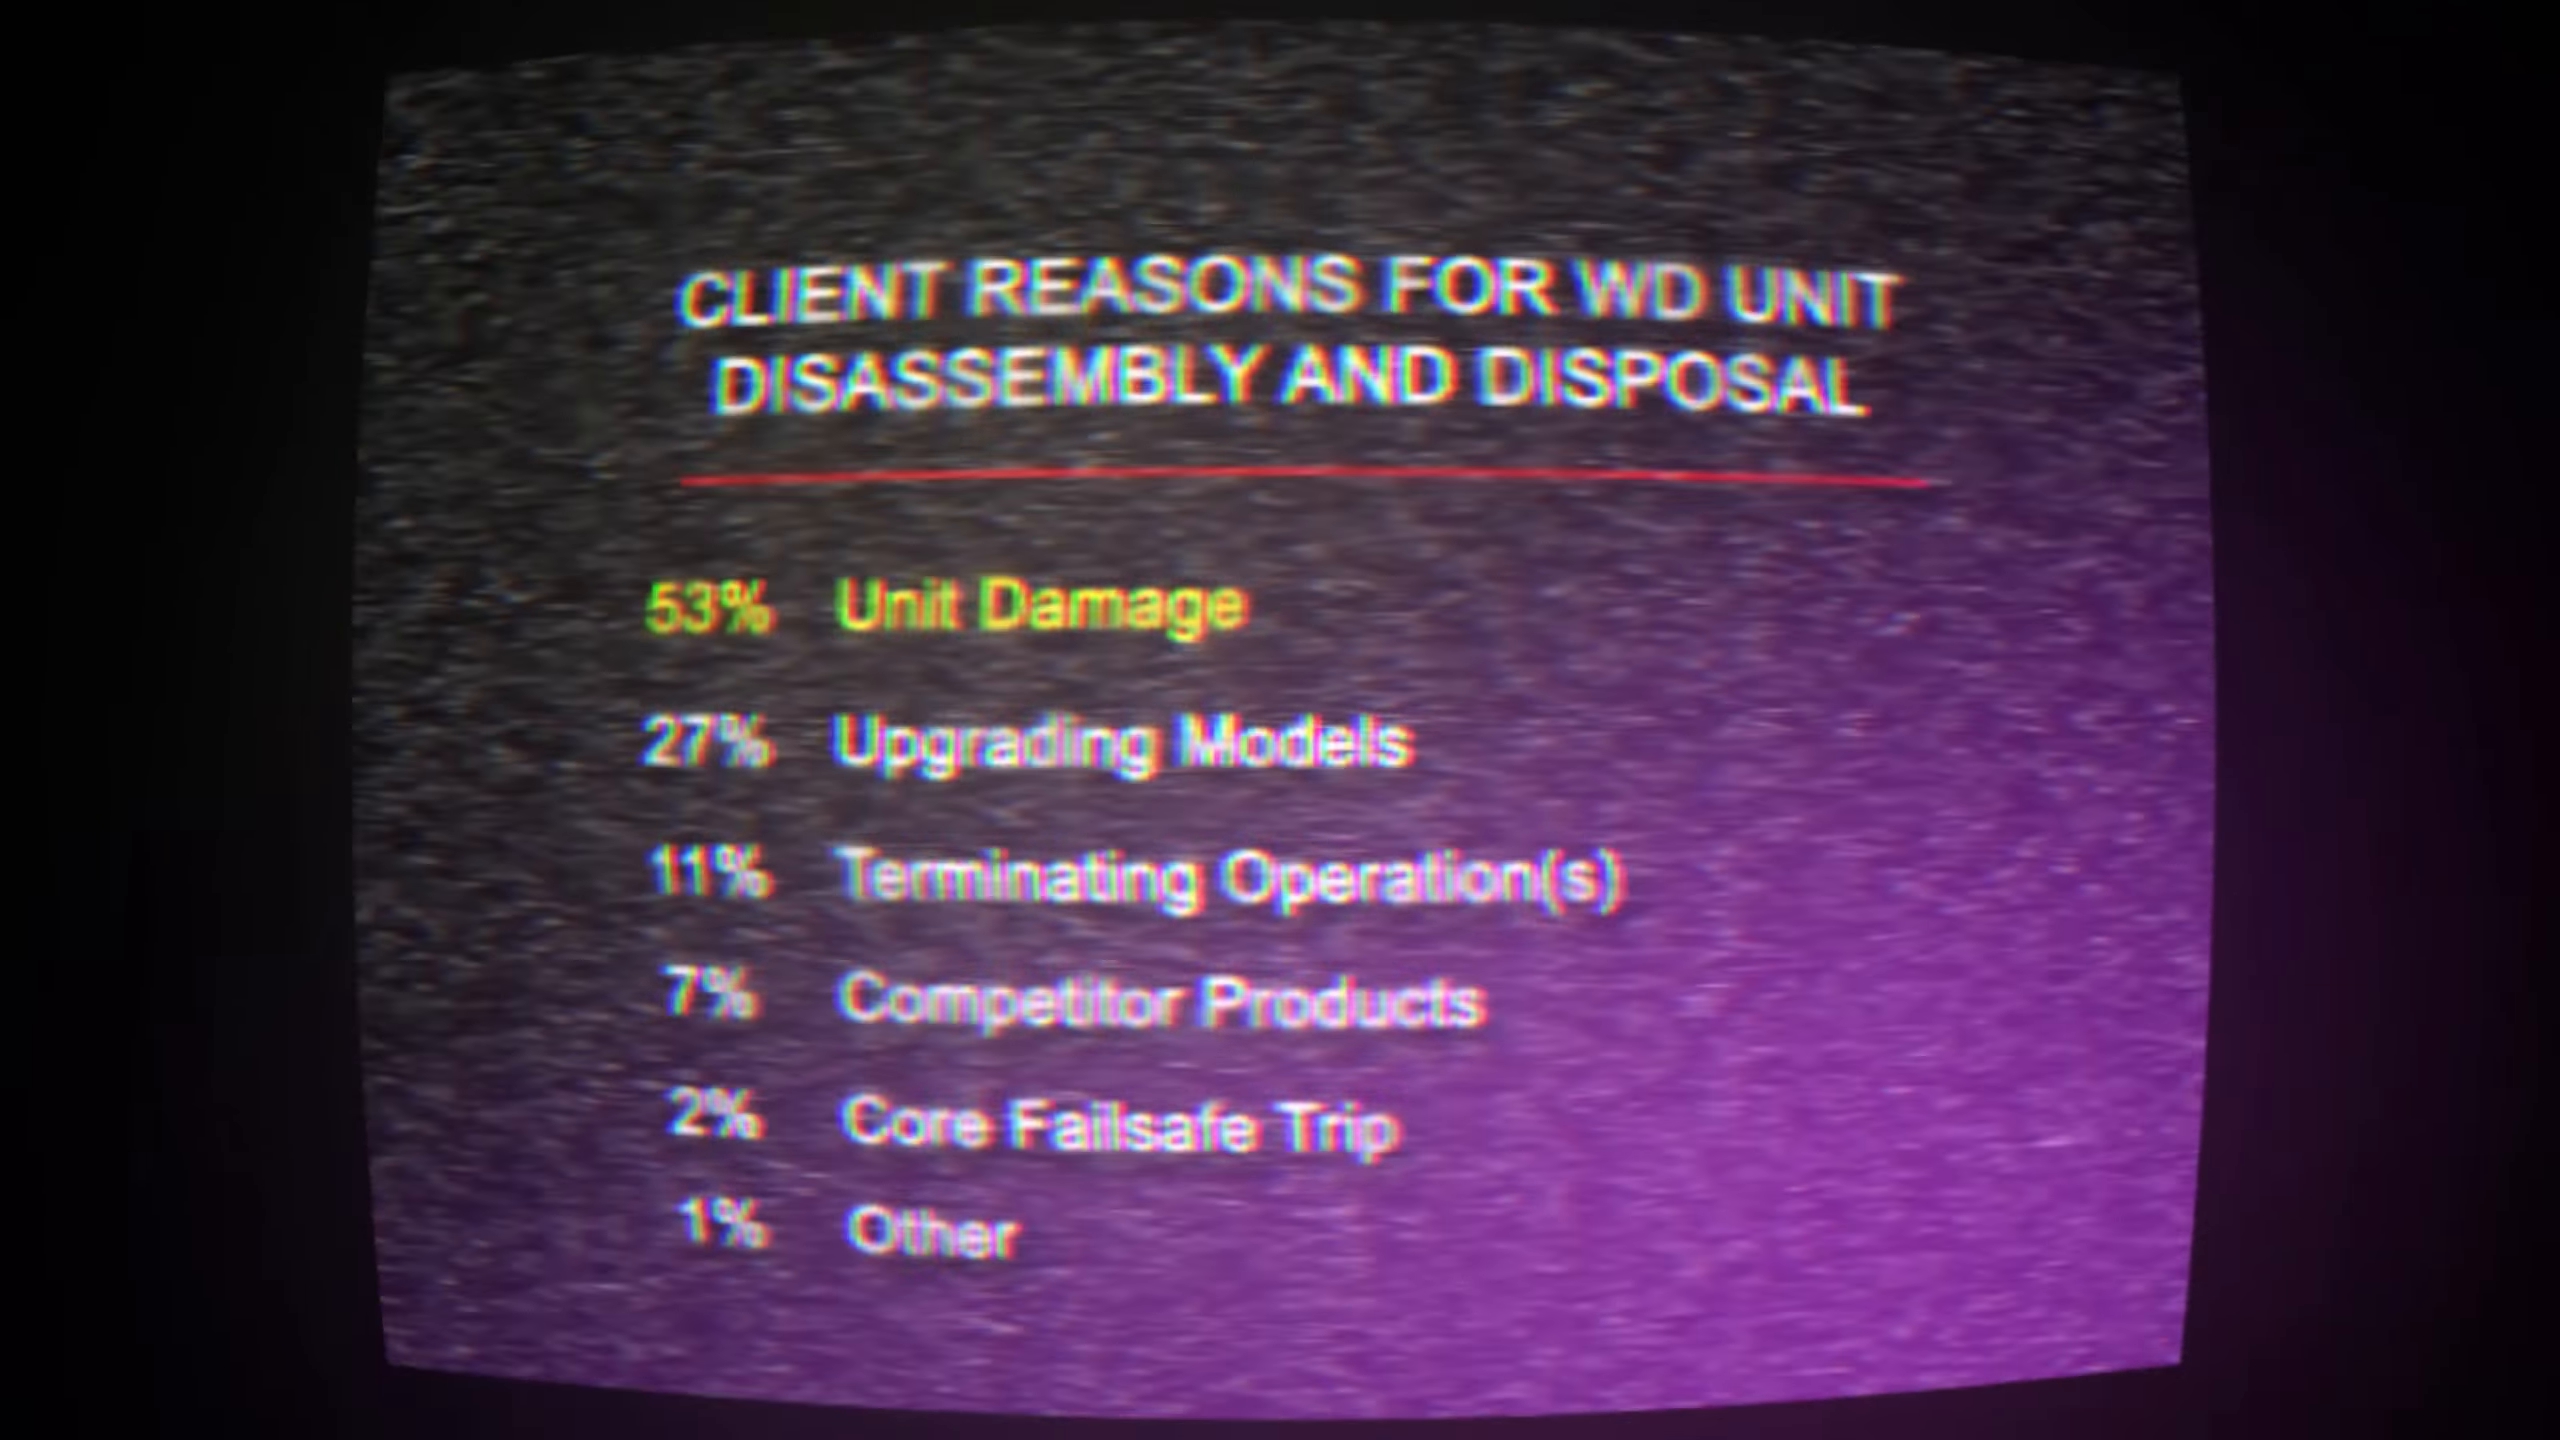 CLIENT REASONS FOR WD UNIT
DISASSEMBLY AND DISPOSAL
53% Unit Damage
27% Upgrading Models
11% Terminating Operation(s)
7% Competitor Products
2% Core Failsafe Trip
1% Other